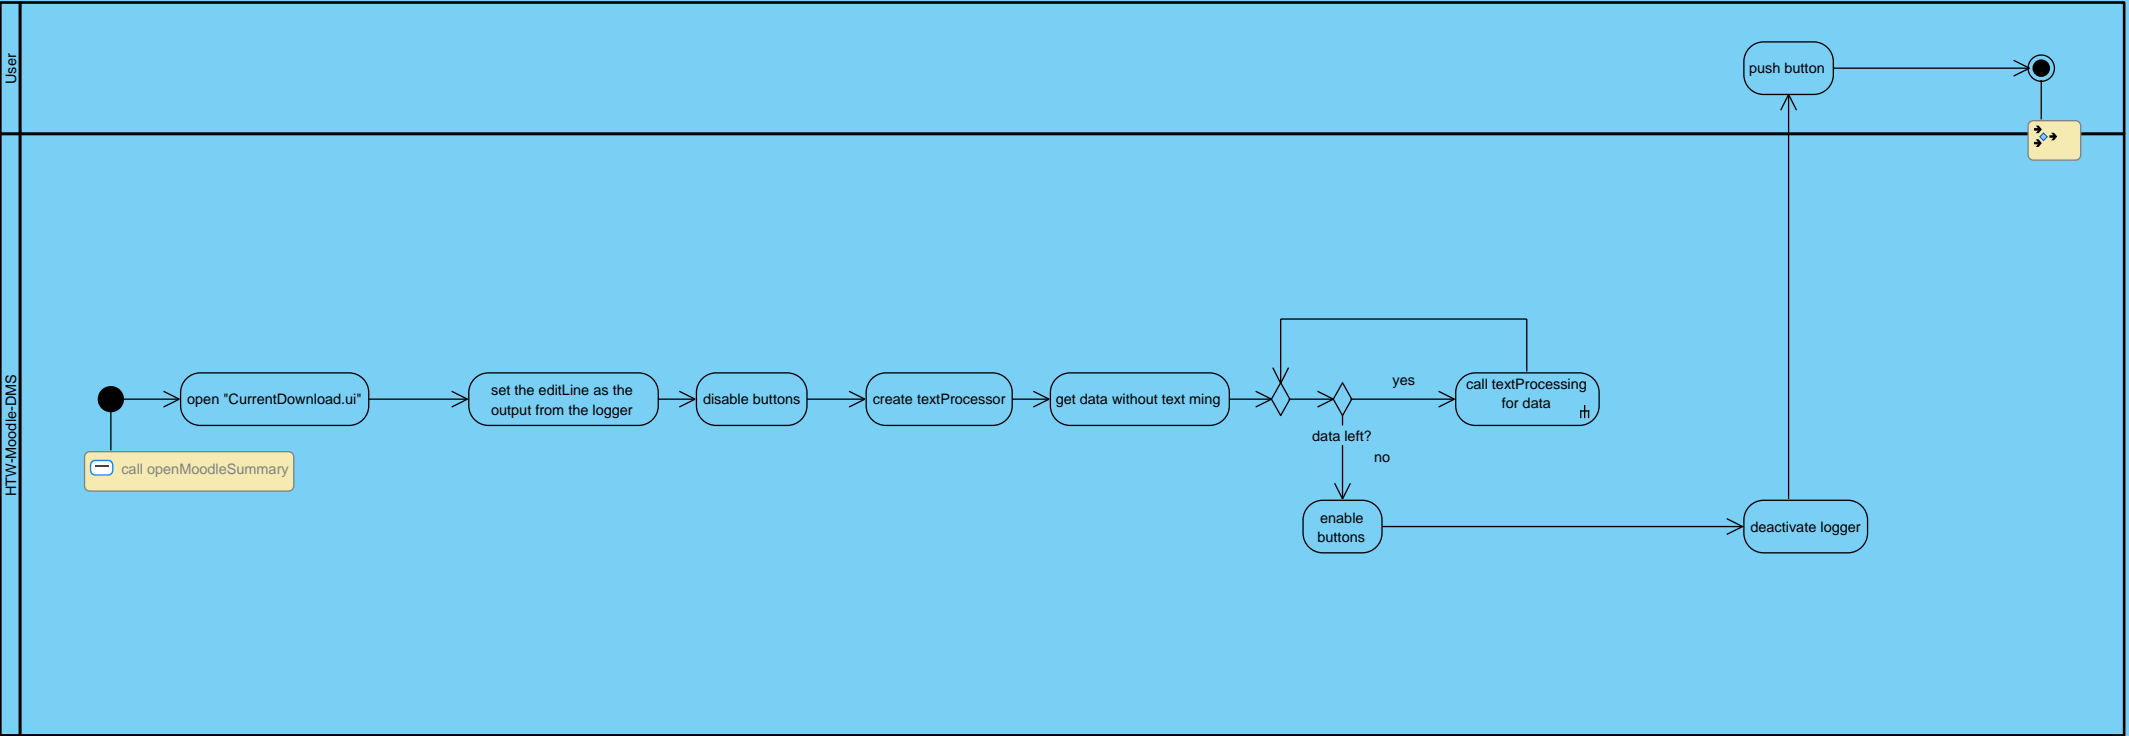 User
push button
HTW-Moodle-DMS
open "CurrentDownload.ui"
set the editLine as the
output from the logger
disable buttons
create textProcessor
get data without text ming
yes
call textProcessing
for data
data left?
no
call openMoodleSummary
enable
buttons
deactivate logger